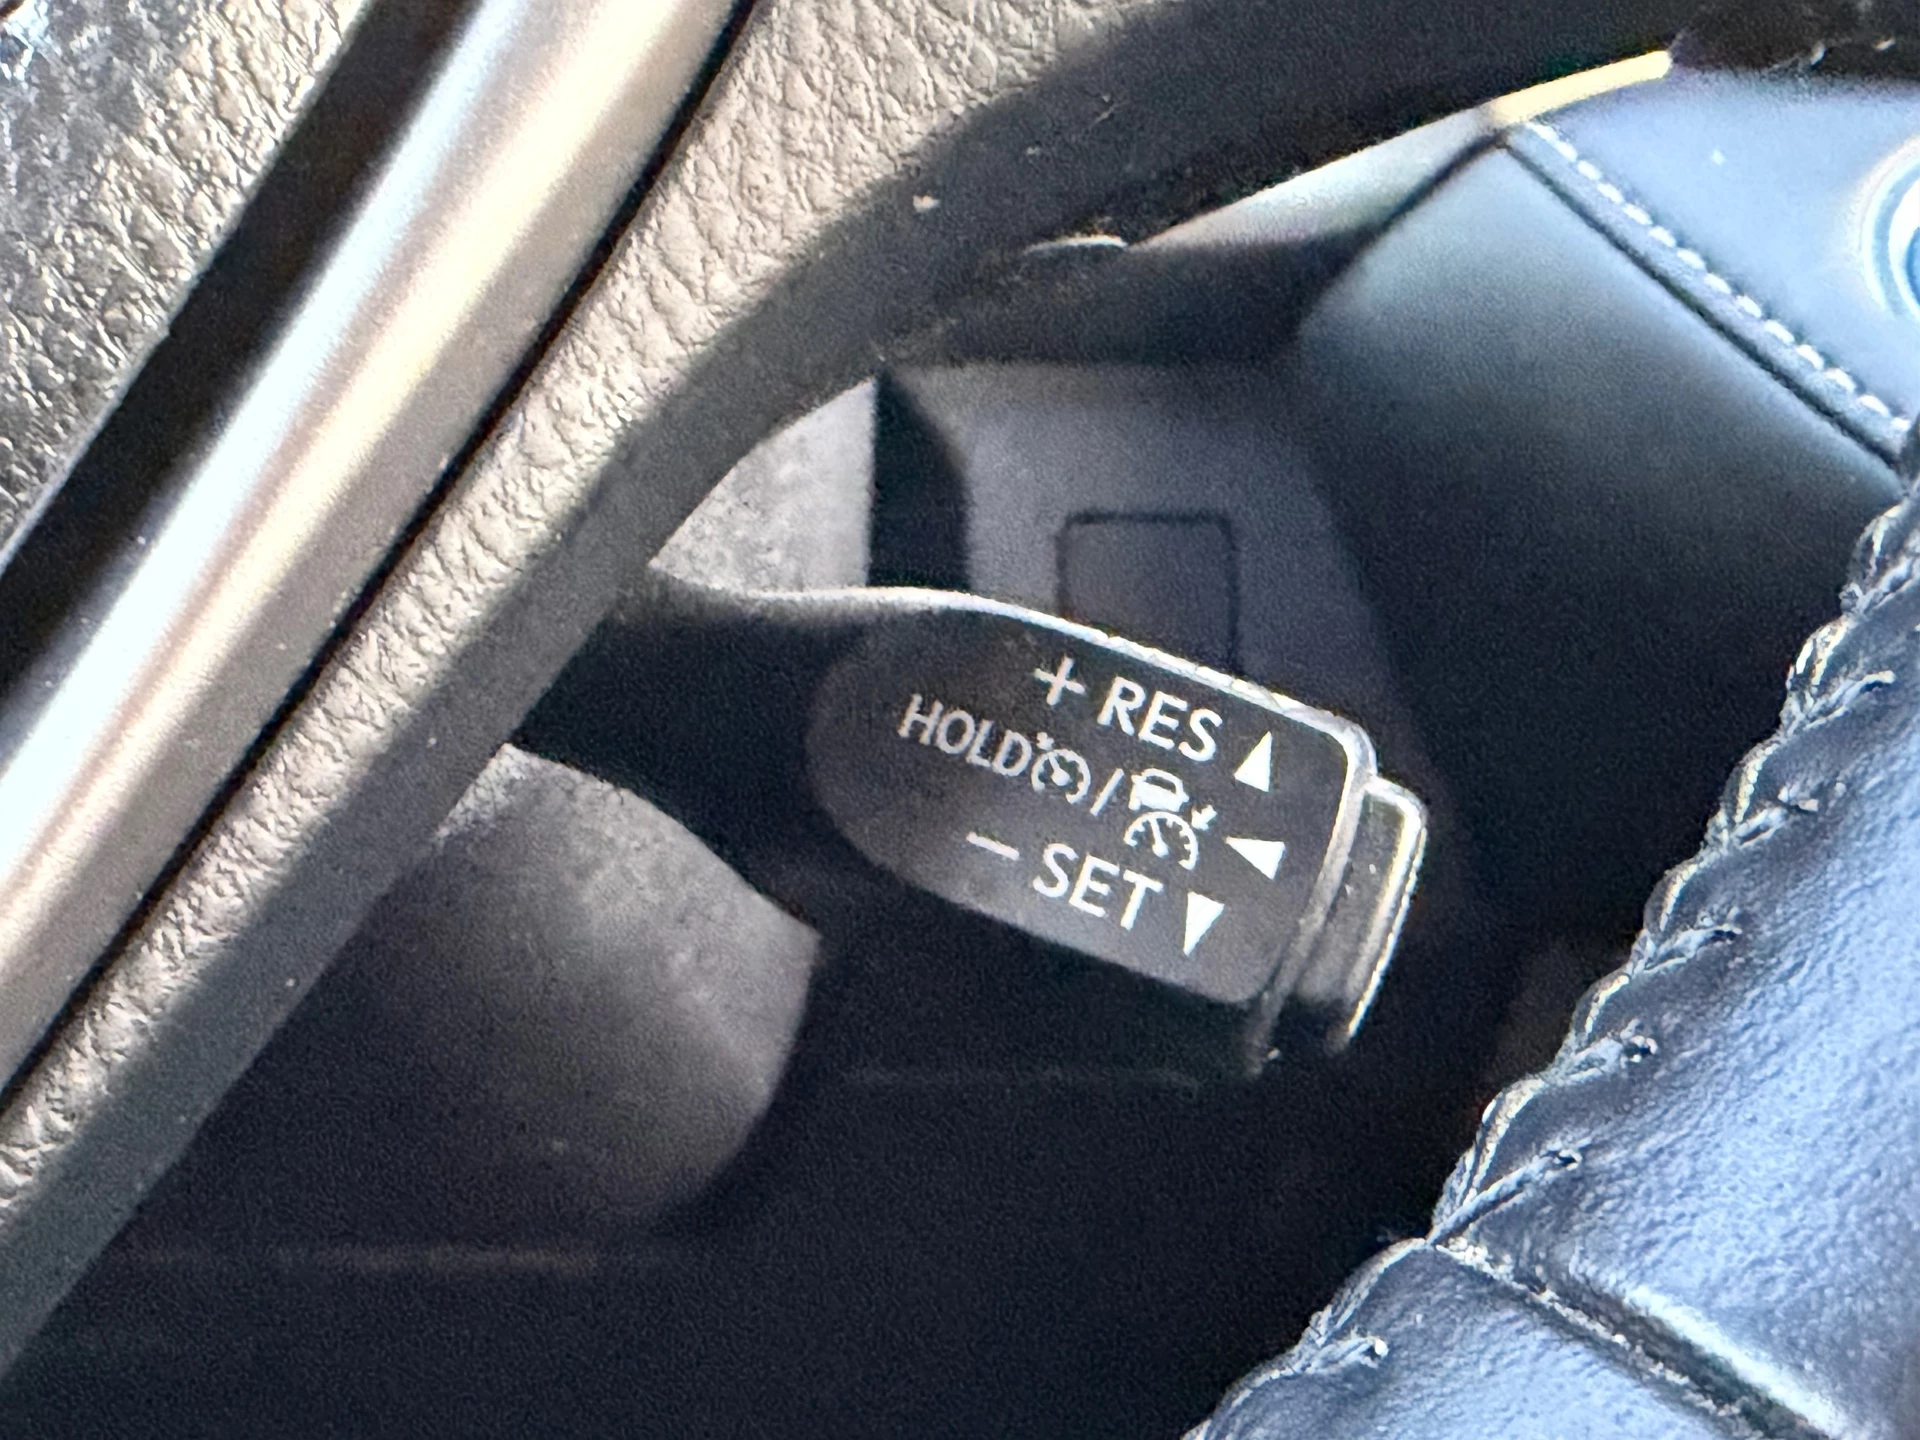 + RES ▲
HOLD / ◀
− SET ▼